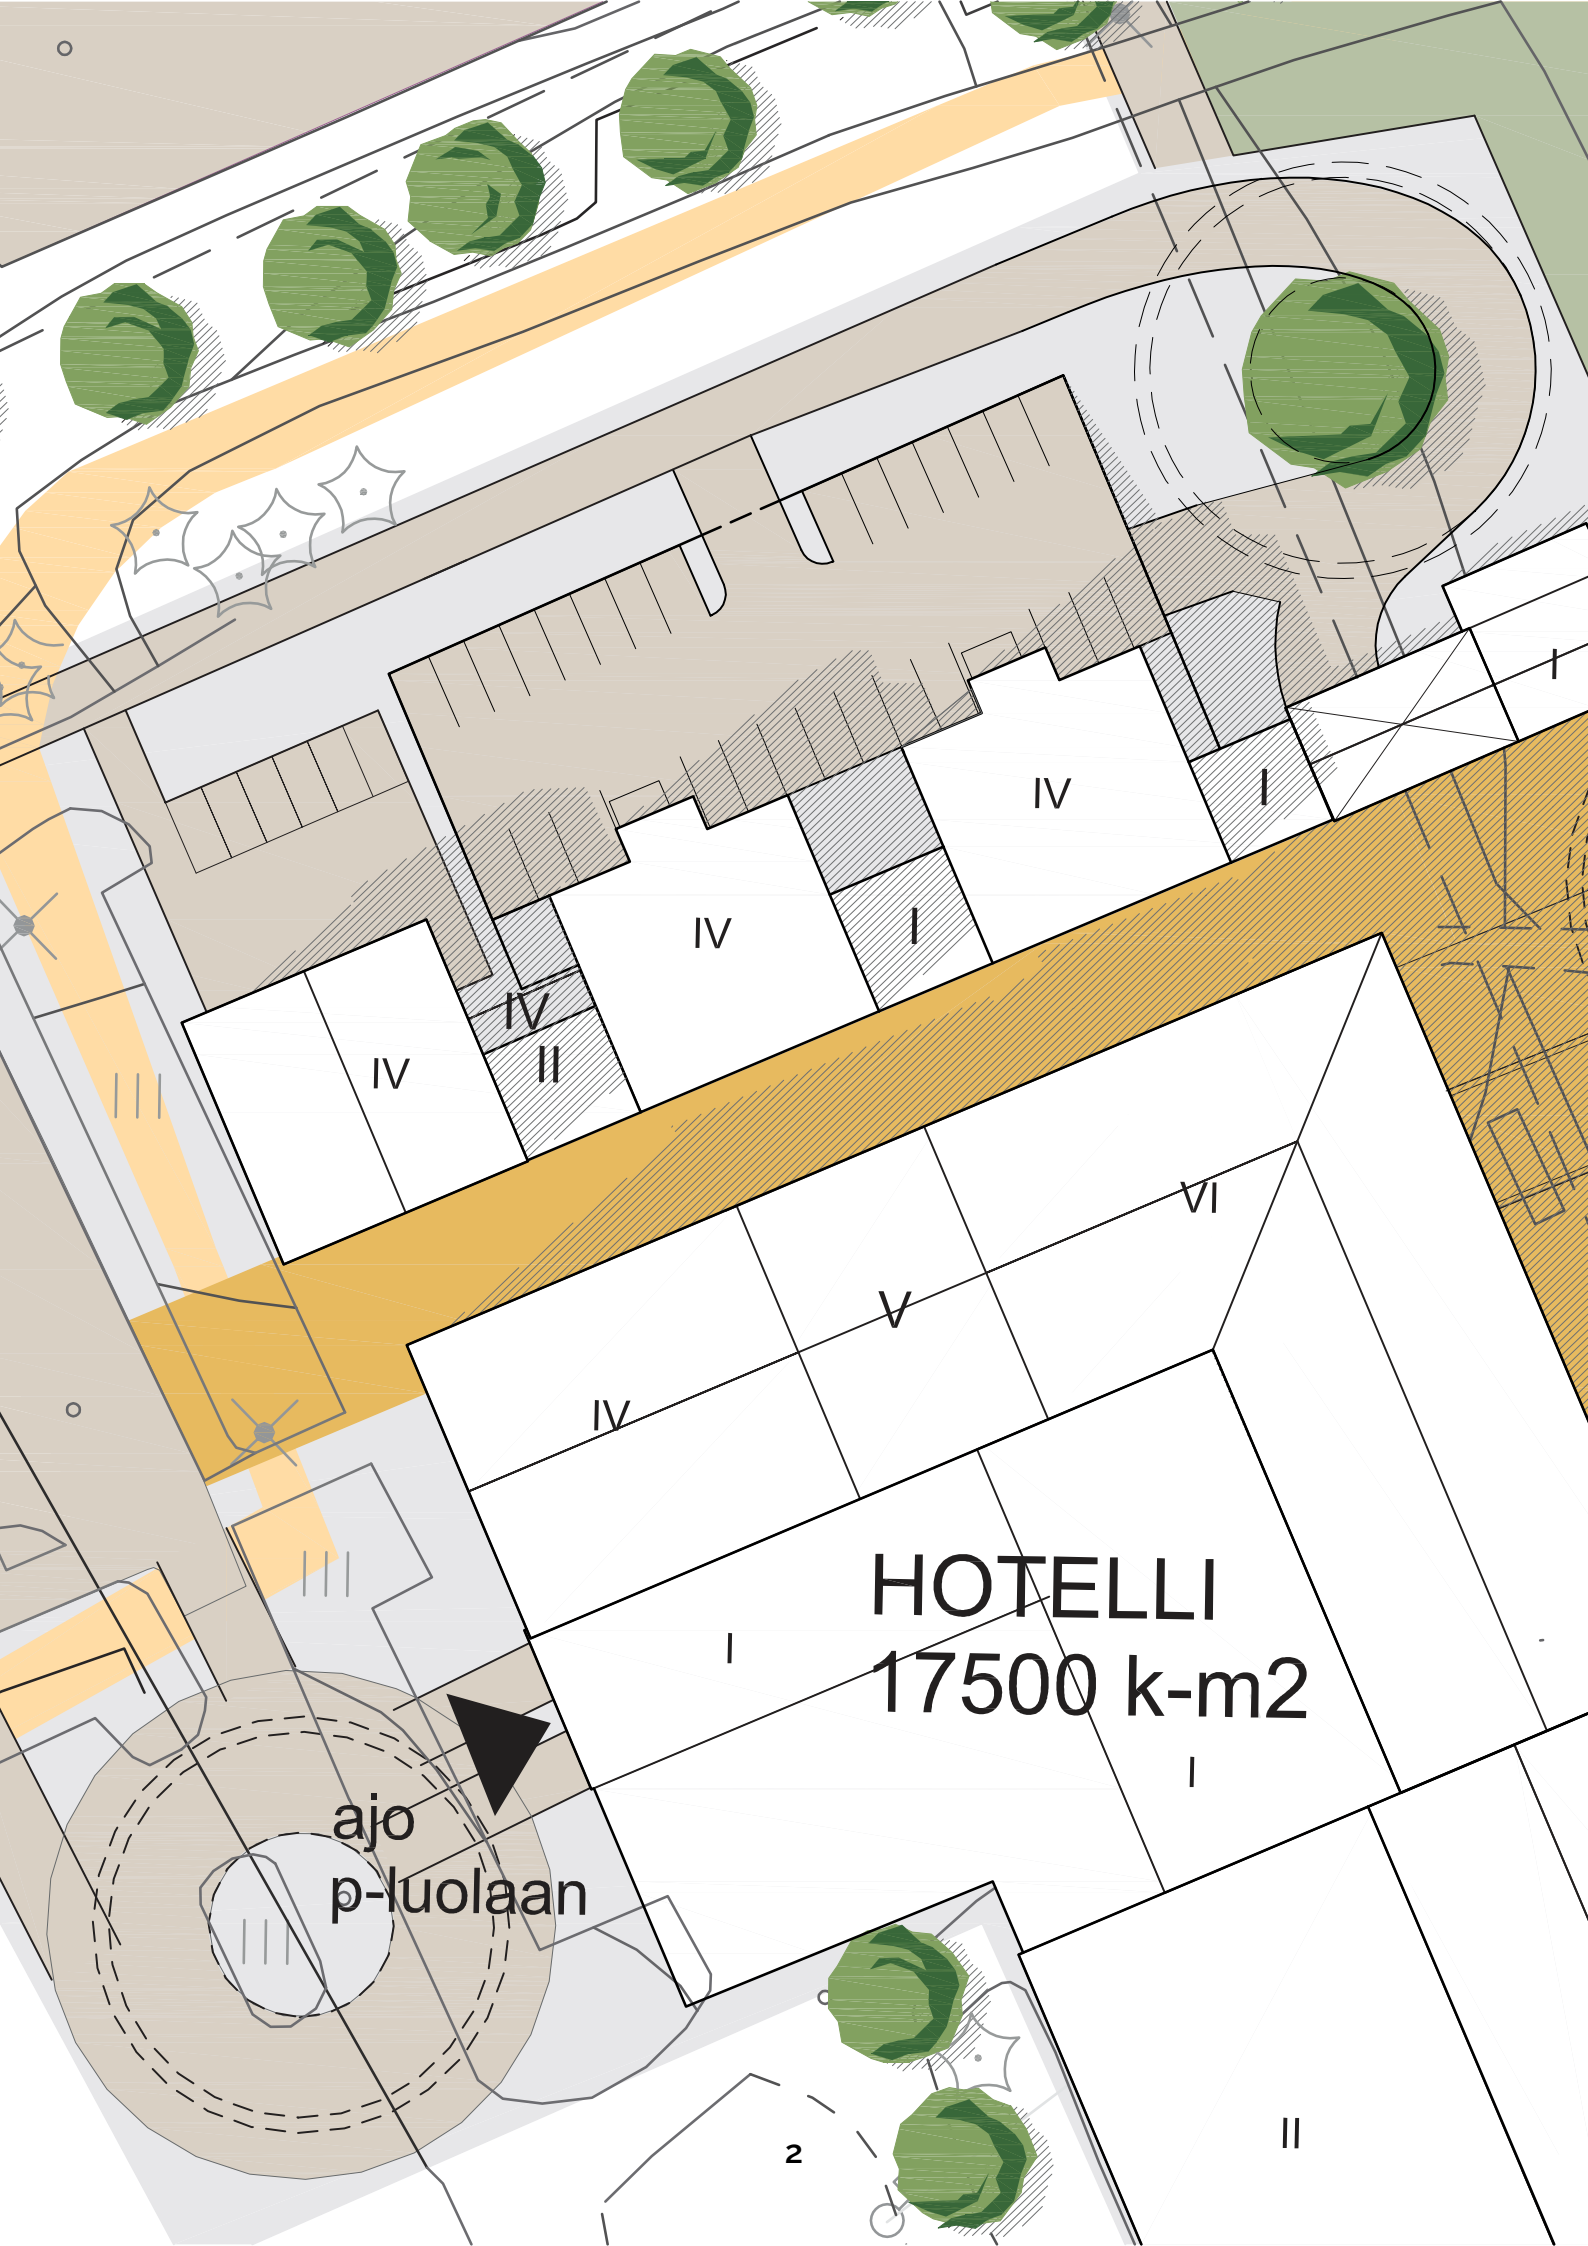 I
IV
I
IV
I
IV
II
IV
VI
V
IV
HOTELLI
17500 k-m2
I
I
ajo
p-luolaan
2
II